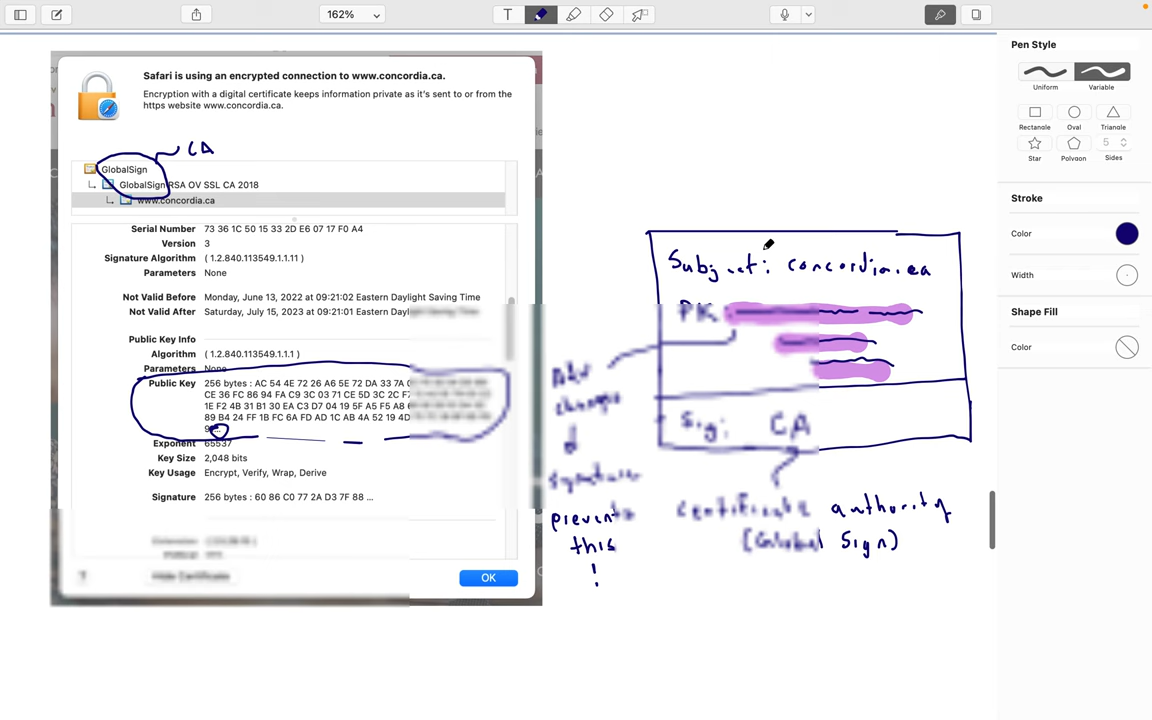 162%
Safari is using an encrypted connection to www.concordia.ca.
Encryption with a digital certificate keeps information private as it's sent to or from the
https website www.concordia.ca.
CA
GlobalSign
GlobalSign RSA OV SSL CA 2018
www.concordia.ca
Serial Number 73 36 1C 50 15 33 2D E6 07 17 F0 A4
Version 3
Signature Algorithm ( 1.2.840.113549.1.1.11 )
Parameters None
Not Valid Before Monday, June 13, 2022 at 09:21:02 Eastern Daylight Saving Time
Not Valid After Saturday, July 15, 2023 at 09:21:01 Eastern Daylight Saving Time
Public Key Info
Algorithm ( 1.2.840.113549.1.1.1 )
Parameters None
Public Key 256 bytes : AC 54 4E 72 26 A6 5E 72 DA 33 7A
CE 36 FC 86 94 FA C9 3C 03 71 CE 5D 3C 2C
1E F2 4B 31 B1 30 EA C3 D7 04 19 5F A5 F5 A8
89 B4 24 FF 1B FC 6A FD AD 1C AB 4A 52 19 4D
Exponent 65537
Key Size 2,048 bits
Key Usage Encrypt, Verify, Wrap, Derive
Signature 256 bytes : 60 86 C0 77 2A D3 7F 88 ...
? Hide Certificate OK
Subject: concordia.ca
PK
Sig: CA
certificate authority
(Global Sign)
changes
signature
prevents
this
!
T
Pen Style
Uniform Variable
Rectangle Oval Triangle
5
Star Polygon Sides
Stroke
Color
Width
Shape Fill
Color